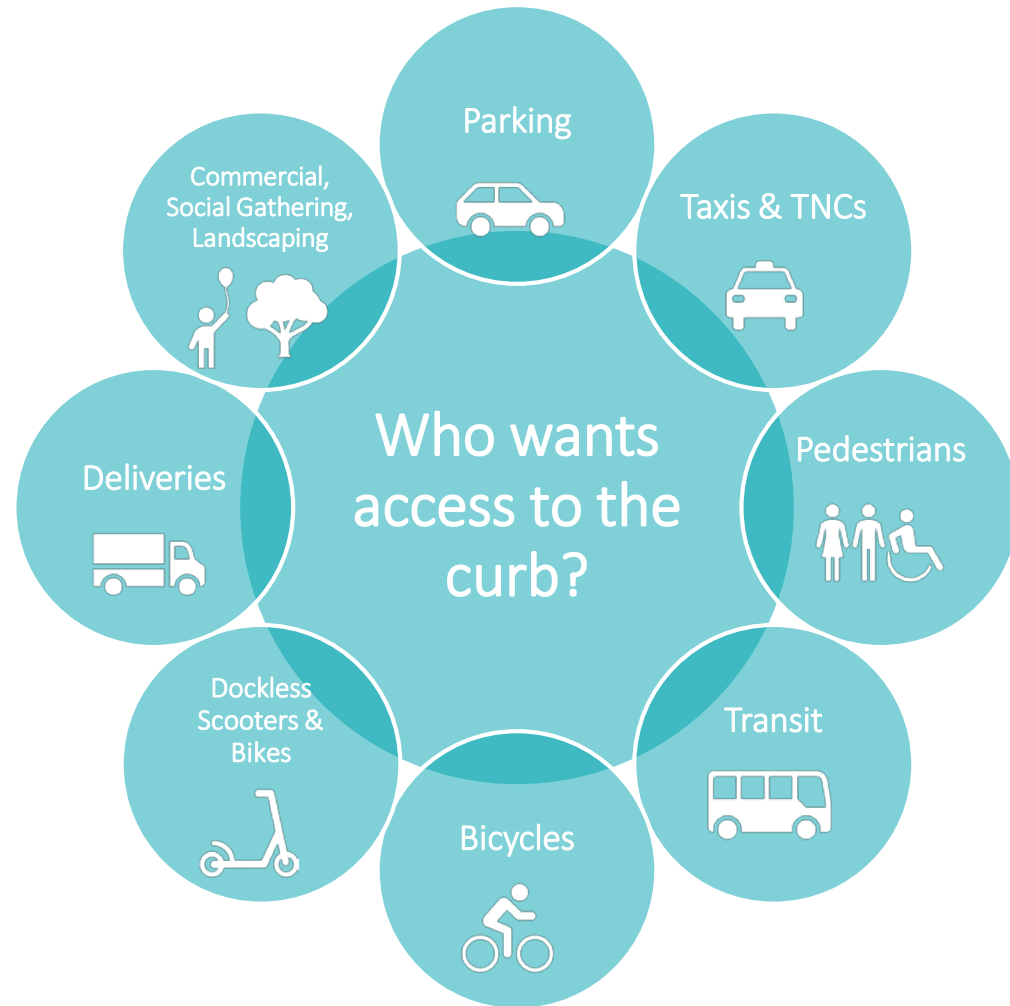 Parking
Taxis & TNCs
Pedestrians
Transit
Bicycles
Dockless
Scooters &
Bikes
Deliveries
Commercial,
Social Gathering,
Landscaping
Who wants
access to the
curb?